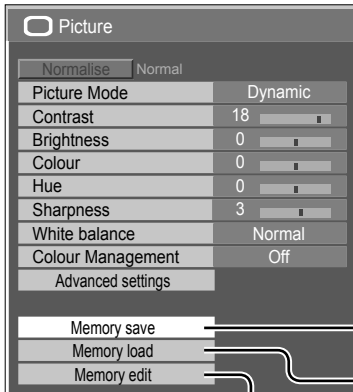 Picture
Normalise Normal
Picture Mode Dynamic
Contrast 18
Brightness 0
Colour 0
Hue 0
Sharpness 3
White balance Normal
Colour Management Off
Advanced settings
Memory save
Memory load
Memory edit